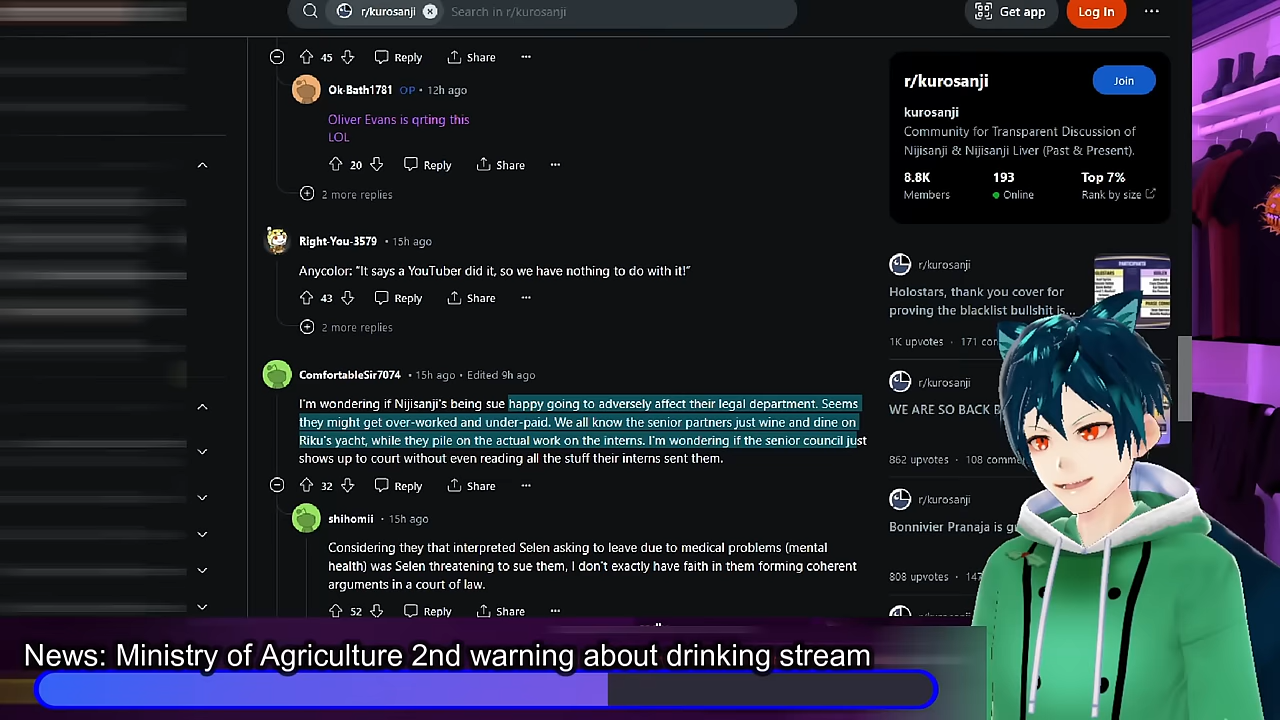 r/kurosanji
Search in r/kurosanji
Get app
Log In
45
Reply
Share
Ok-Bath1781 OP • 12h ago
Oliver Evans is qrting this
LOL
20
Reply
Share
2 more replies
Right-You-3579 • 15h ago
Anycolor: "It says a YouTuber did it, so we have nothing to do with it!"
43
Reply
Share
2 more replies
ComfortableSir7074 • 15h ago • Edited 9h ago
I'm wondering if Nijisanji's being sue happy going to adversely affect their legal department. Seems
they might get over-worked and under-paid. We all know the senior partners just wine and dine on
Riku's yacht, while they pile on the actual work on the interns. I'm wondering if the senior council just
shows up to court without even reading all the stuff their interns sent them.
32
Reply
Share
shihomii • 15h ago
Considering they that interpreted Selen asking to leave due to medical problems (mental
health) was Selen threatening to sue them, I don't exactly have faith in them forming coherent
arguments in a court of law.
52
Reply
Share
r/kurosanji
Join
kurosanji
Community for Transparent Discussion of
Nijisanji & Nijisanji Liver (Past & Present).
8.8K
193
Top 7%
Members
Online
Rank by size
r/kurosanji
Holostars, thank you cover for
proving the blacklist bullshit is...
1K upvotes • 171
r/kurosanji
WE ARE SO BACK
862 upvotes • 108
r/kurosanji
Bonnivier Pranaja is
808 upvotes
News: Ministry of Agriculture 2nd warning about drinking stream